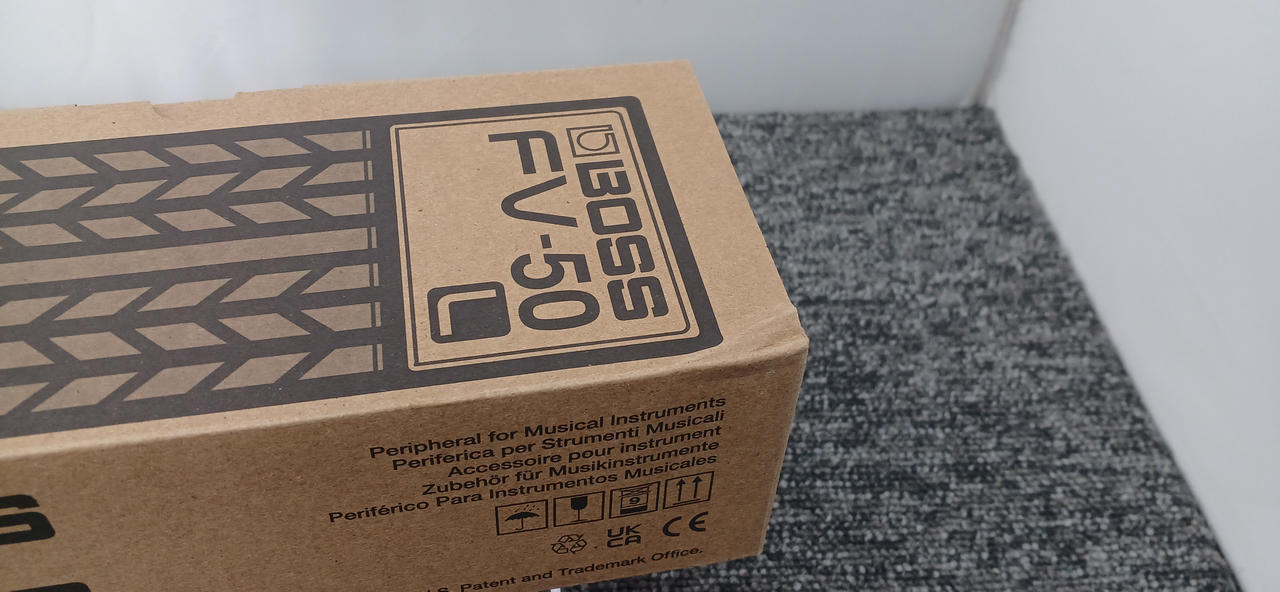 BOSS
FV-50
L
Peripheral for Musical Instruments
Periferica per Strumenti Musicali
Accessoire pour instrument
Zubehör für Musikinstrumente
Periférico Para Instrumentos Musicales
9
UK
CA
CE
S. Patent and Trademark Office.
S